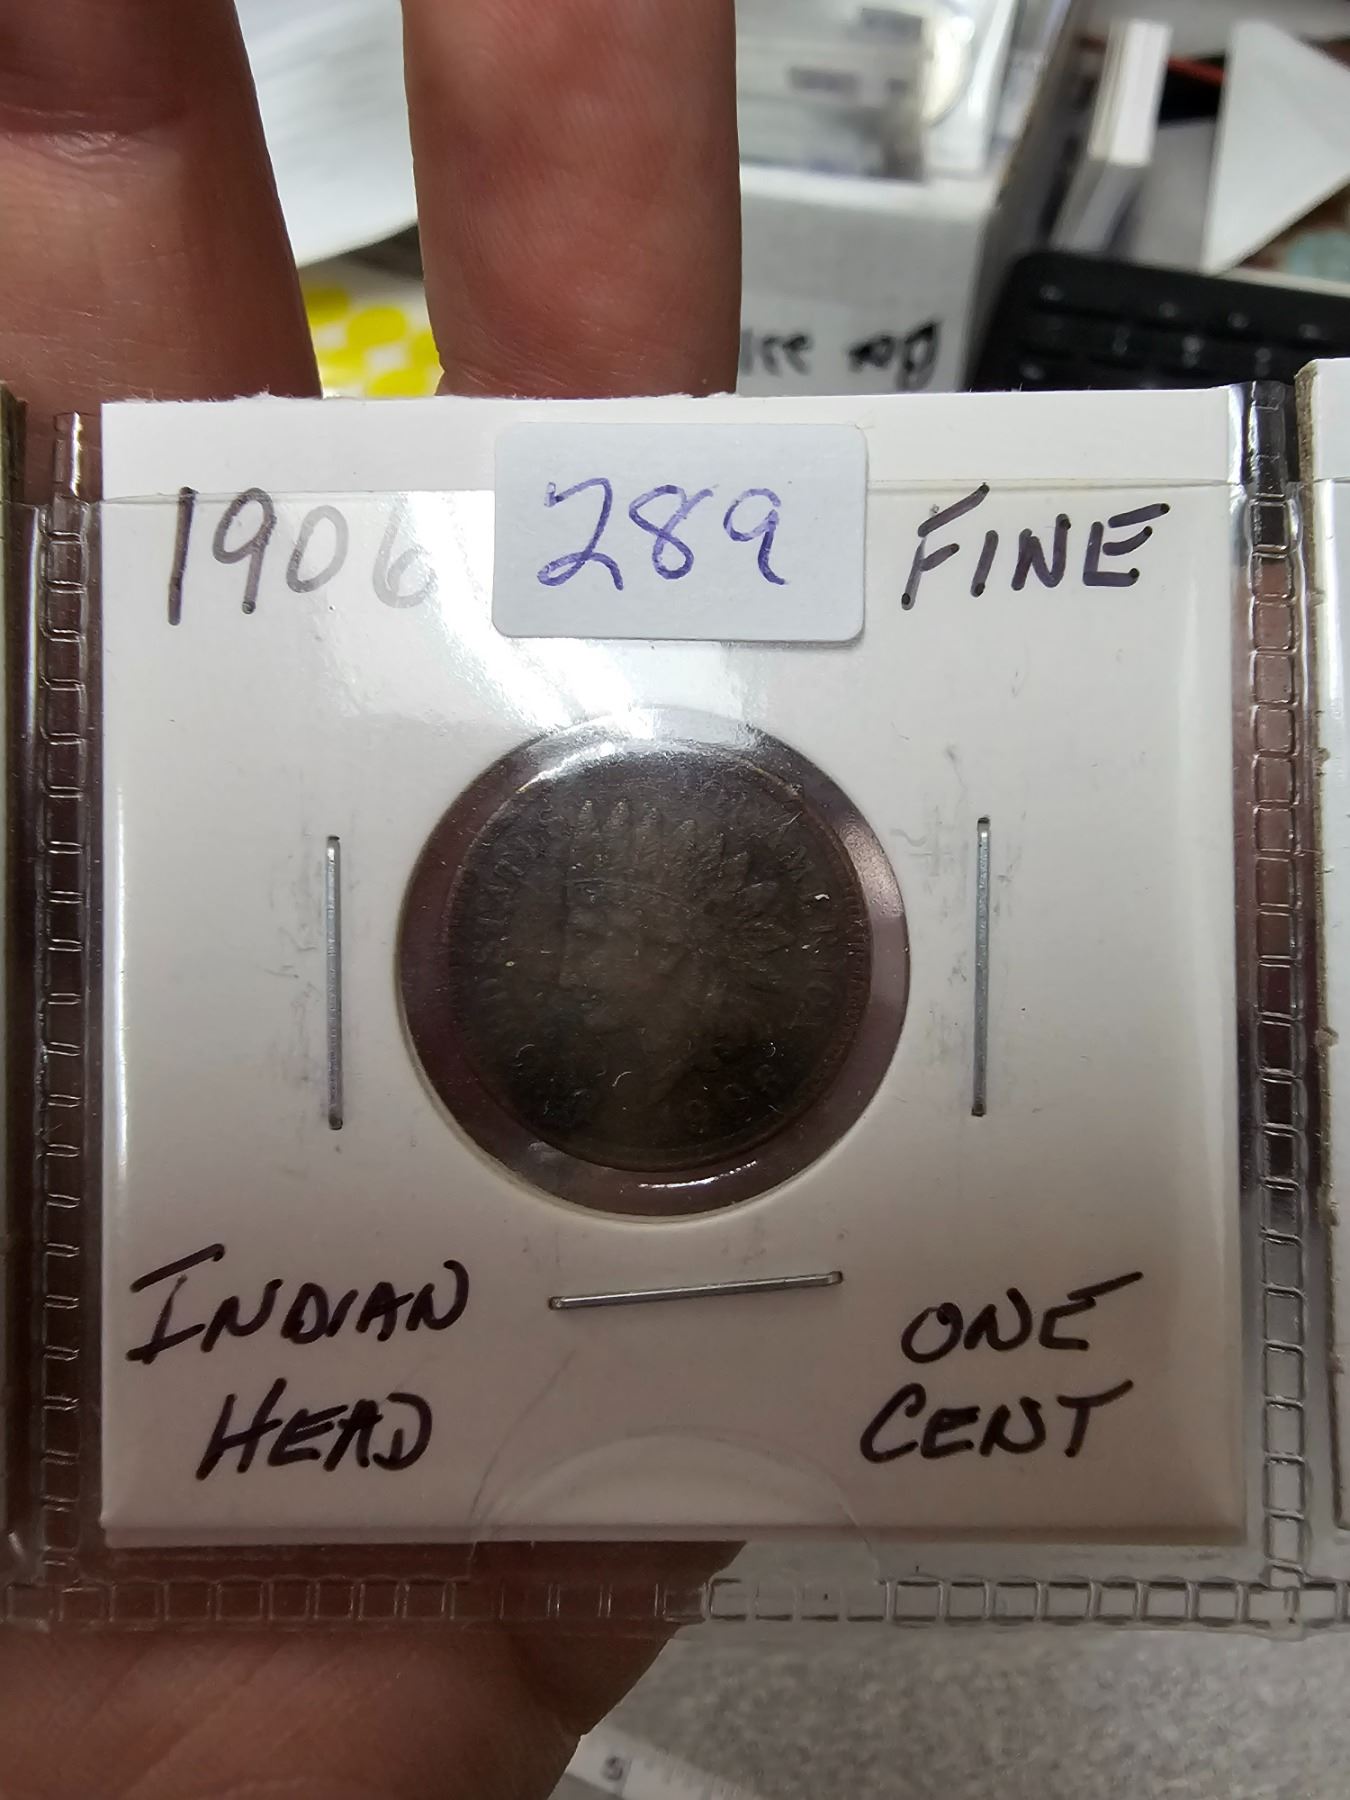 1906 289 FINE
INDIAN ONE
HEAD CENT